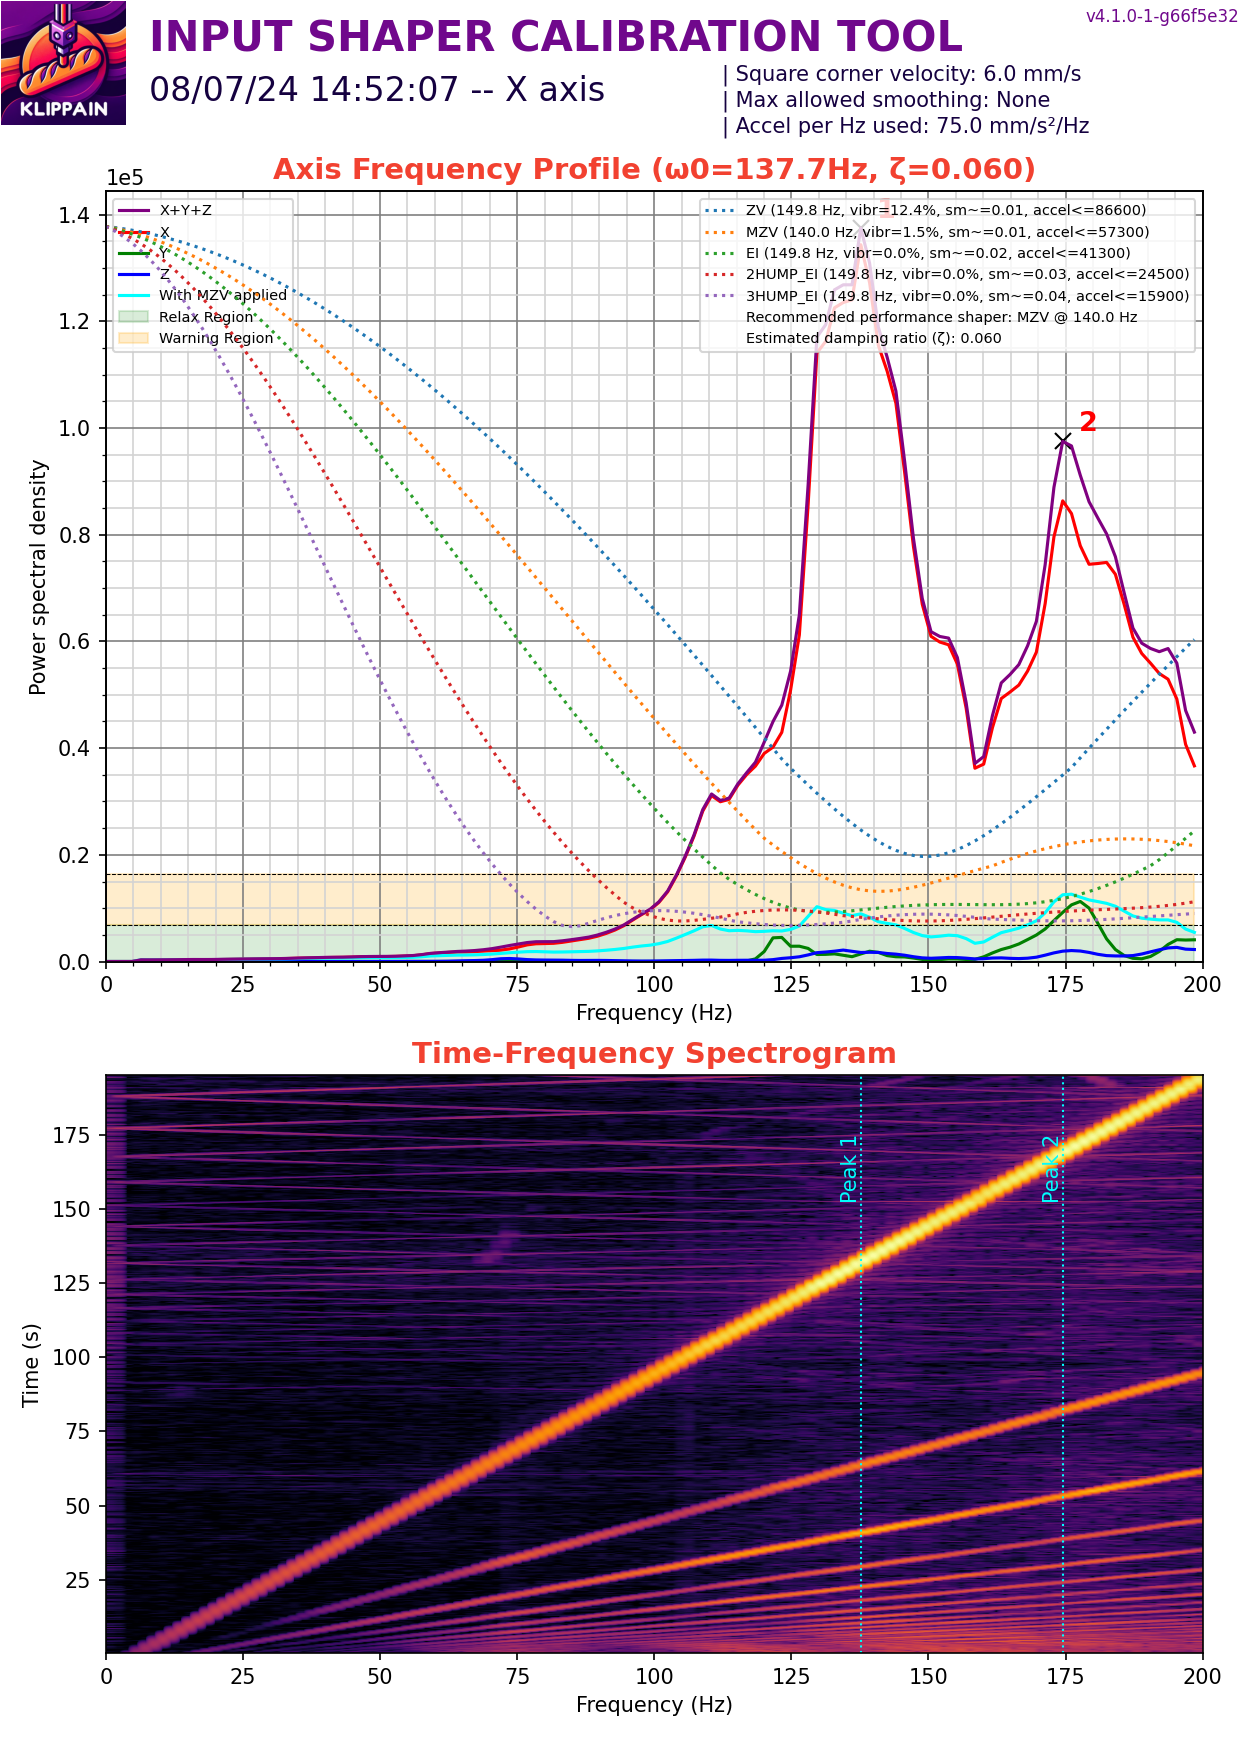 v4.1.0-1-g66f5e32
INPUT SHAPER CALIBRATION TOOL
08/07/24 14:52:07 -- X axis
| Square corner velocity: 6.0 mm/s
| Max allowed smoothing: None
| Accel per Hz used: 75.0 mm/s²/Hz
KLIPPAIN
Axis Frequency Profile (ω0=137.7Hz, ζ=0.060)
1e5
X+Y+Z
X
Y
Z
With MZV applied
Relax Region
Warning Region
ZV (149.8 Hz, vibr=12.4%, sm~=0.01, accel<=86600)
MZV (140.0 Hz, vibr=1.5%, sm~=0.01, accel<=57300)
EI (149.8 Hz, vibr=0.0%, sm~=0.02, accel<=41300)
2HUMP_EI (149.8 Hz, vibr=0.0%, sm~=0.03, accel<=24500)
3HUMP_EI (149.8 Hz, vibr=0.0%, sm~=0.04, accel<=15900)
Recommended performance shaper: MZV @ 140.0 Hz
Estimated damping ratio (ζ): 0.060
1
2
1.4
1.2
1.0
0.8
0.6
0.4
0.2
0.0
Power spectral density
0 25 50 75 100 125 150 175 200
Frequency (Hz)
Time-Frequency Spectrogram
Peak 1
Peak 2
175
150
125
100
75
50
25
Time (s)
0 25 50 75 100 125 150 175 200
Frequency (Hz)